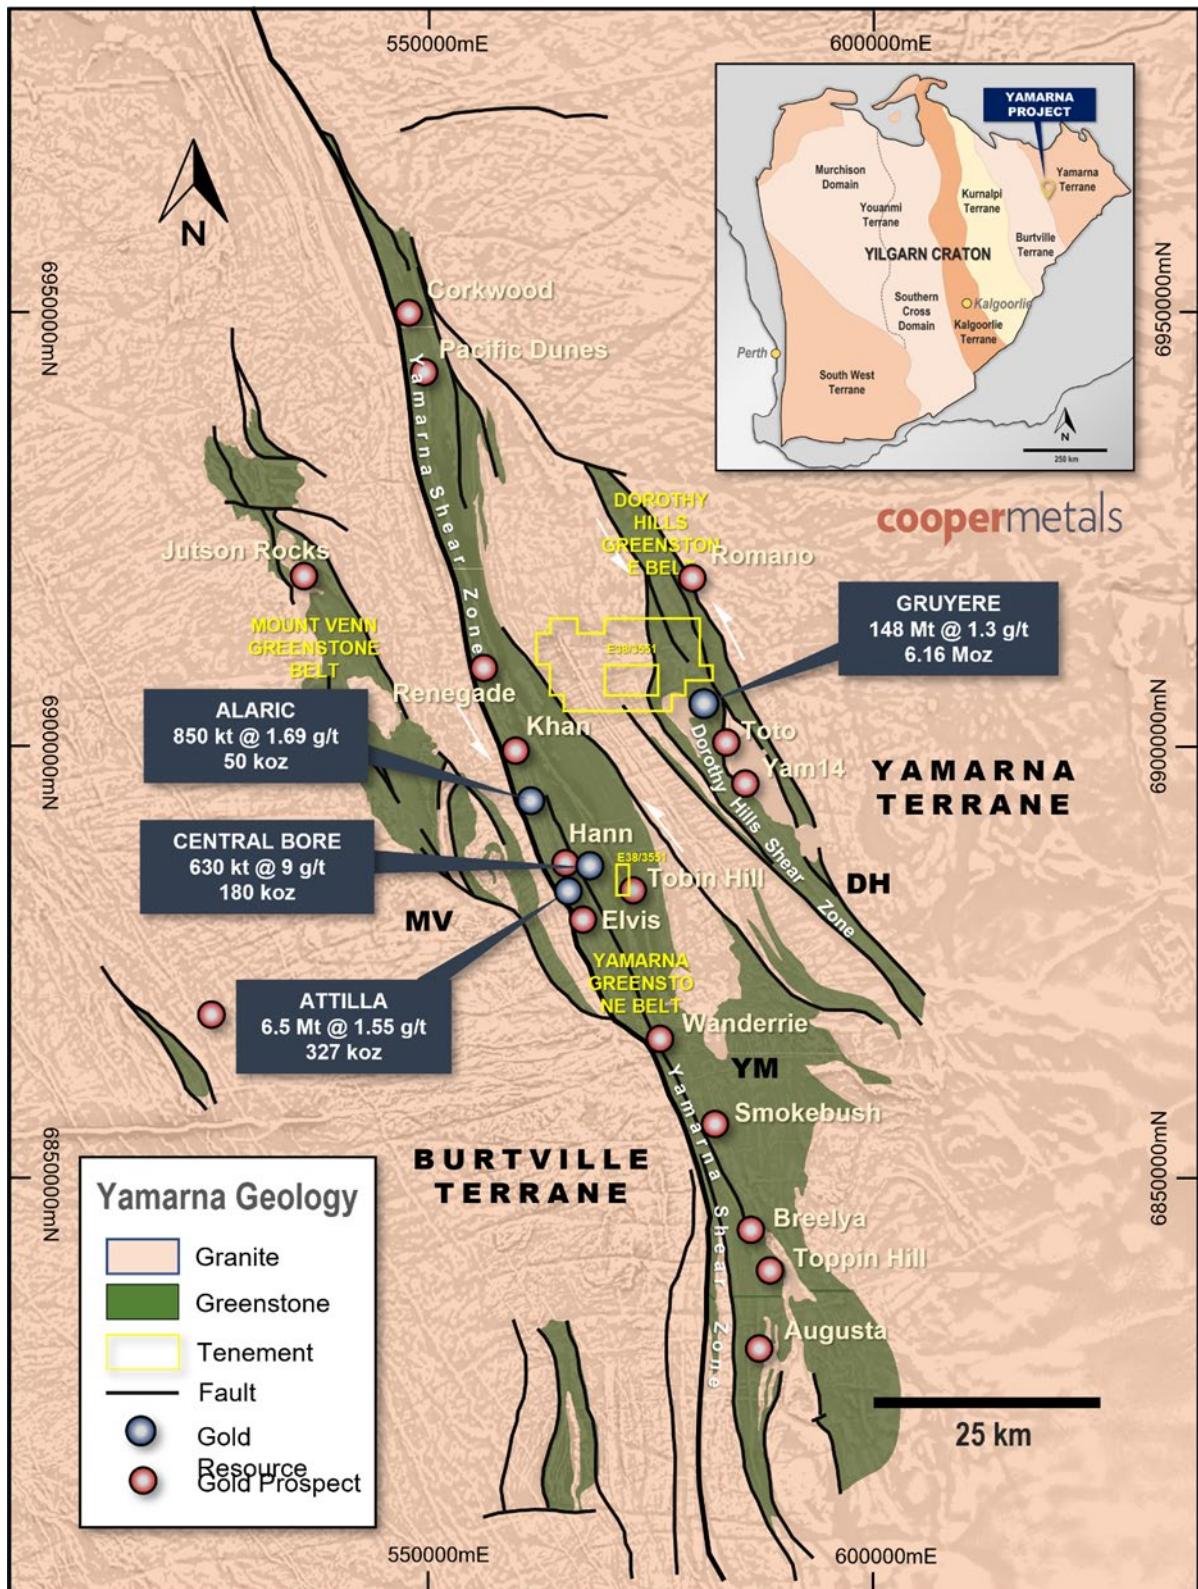 550000mE
600000mE
YAMARNA
PROJECT
Murchison
Domain
Youanmi
Terrane
Kurnalpi
Terrane
Yamarna
Terrane
Burtville
Terrane
YILGARN CRATON
Southern
Cross
Domain
Kalgoorlie
Kalgoorlie
Terrane
Perth
South West
Terrane
N
250 km
N
6950000mN
6950000mN
Corkwood
Pacific Dunes
Yamarna Shear Zone
coopermetals
DOROTHY
HILLS
GREENSTON
E BELT
Romano
Jutson Rocks
MOUNT VENN
GREENSTONE
BELT
GRUYERE
148 Mt @ 1.3 g/t
6.16 Moz
E38/3551
Renegade
Khan
ALARIC
850 kt @ 1.69 g/t
50 koz
Toto
Yam14
Dorothy Hills Shear Zone
YAMARNA
TERRANE
6900000mN
6900000mN
CENTRAL BORE
630 kt @ 9 g/t
180 koz
Hann
E38/3551
Tobin Hill
DH
MV
Elvis
YAMARNA
GREENSTO
NE BELT
ATTILLA
6.5 Mt @ 1.55 g/t
327 koz
Wanderrie
YM
Smokebush
Yamarna Shear Zone
BURTVILLE
TERRANE
6850000mN
6850000mN
Breelya
Toppin Hill
Augusta
Yamarna Geology
Granite
Greenstone
Tenement
Fault
Gold
Resource
Gold Prospect
25 km
550000mE
600000mE